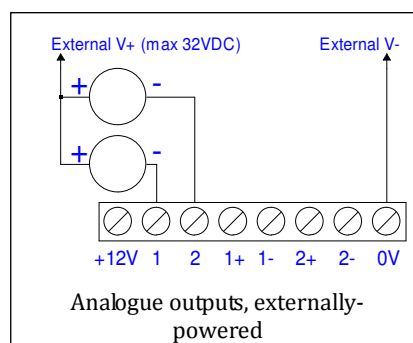 External V+ (max 32VDC) External V-
+ -
+ -
+12V 1 2 1+ 1- 2+ 2- 0V
Analogue outputs, externally-
powered